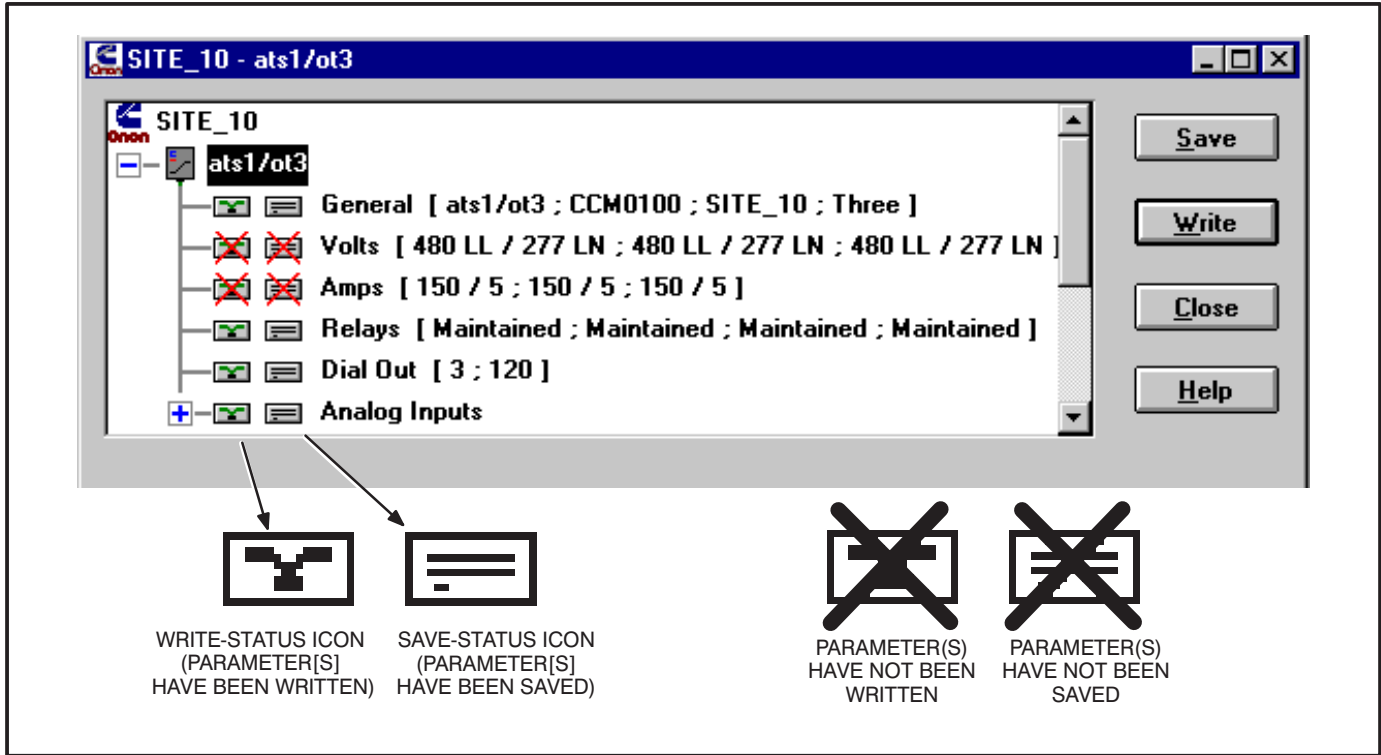 SITE_10 - ats1/ot3
Onan
SITE_10
Onan
ats1/ot3
Save
General [ ats1/ot3 ; CCM0100 ; SITE_10 ; Three ]
Write
Volts [ 480 LL / 277 LN ; 480 LL / 277 LN ; 480 LL / 277 LN ]
Amps [ 150 / 5 ; 150 / 5 ; 150 / 5 ]
Close
Relays [ Maintained ; Maintained ; Maintained ; Maintained ]
Dial Out [ 3 ; 120 ]
Help
Analog Inputs
WRITE-STATUS ICON
(PARAMETER[S]
HAVE BEEN WRITTEN)
SAVE-STATUS ICON
(PARAMETER[S]
HAVE BEEN SAVED)
PARAMETER(S)
HAVE NOT BEEN
WRITTEN
PARAMETER(S)
HAVE NOT BEEN
SAVED